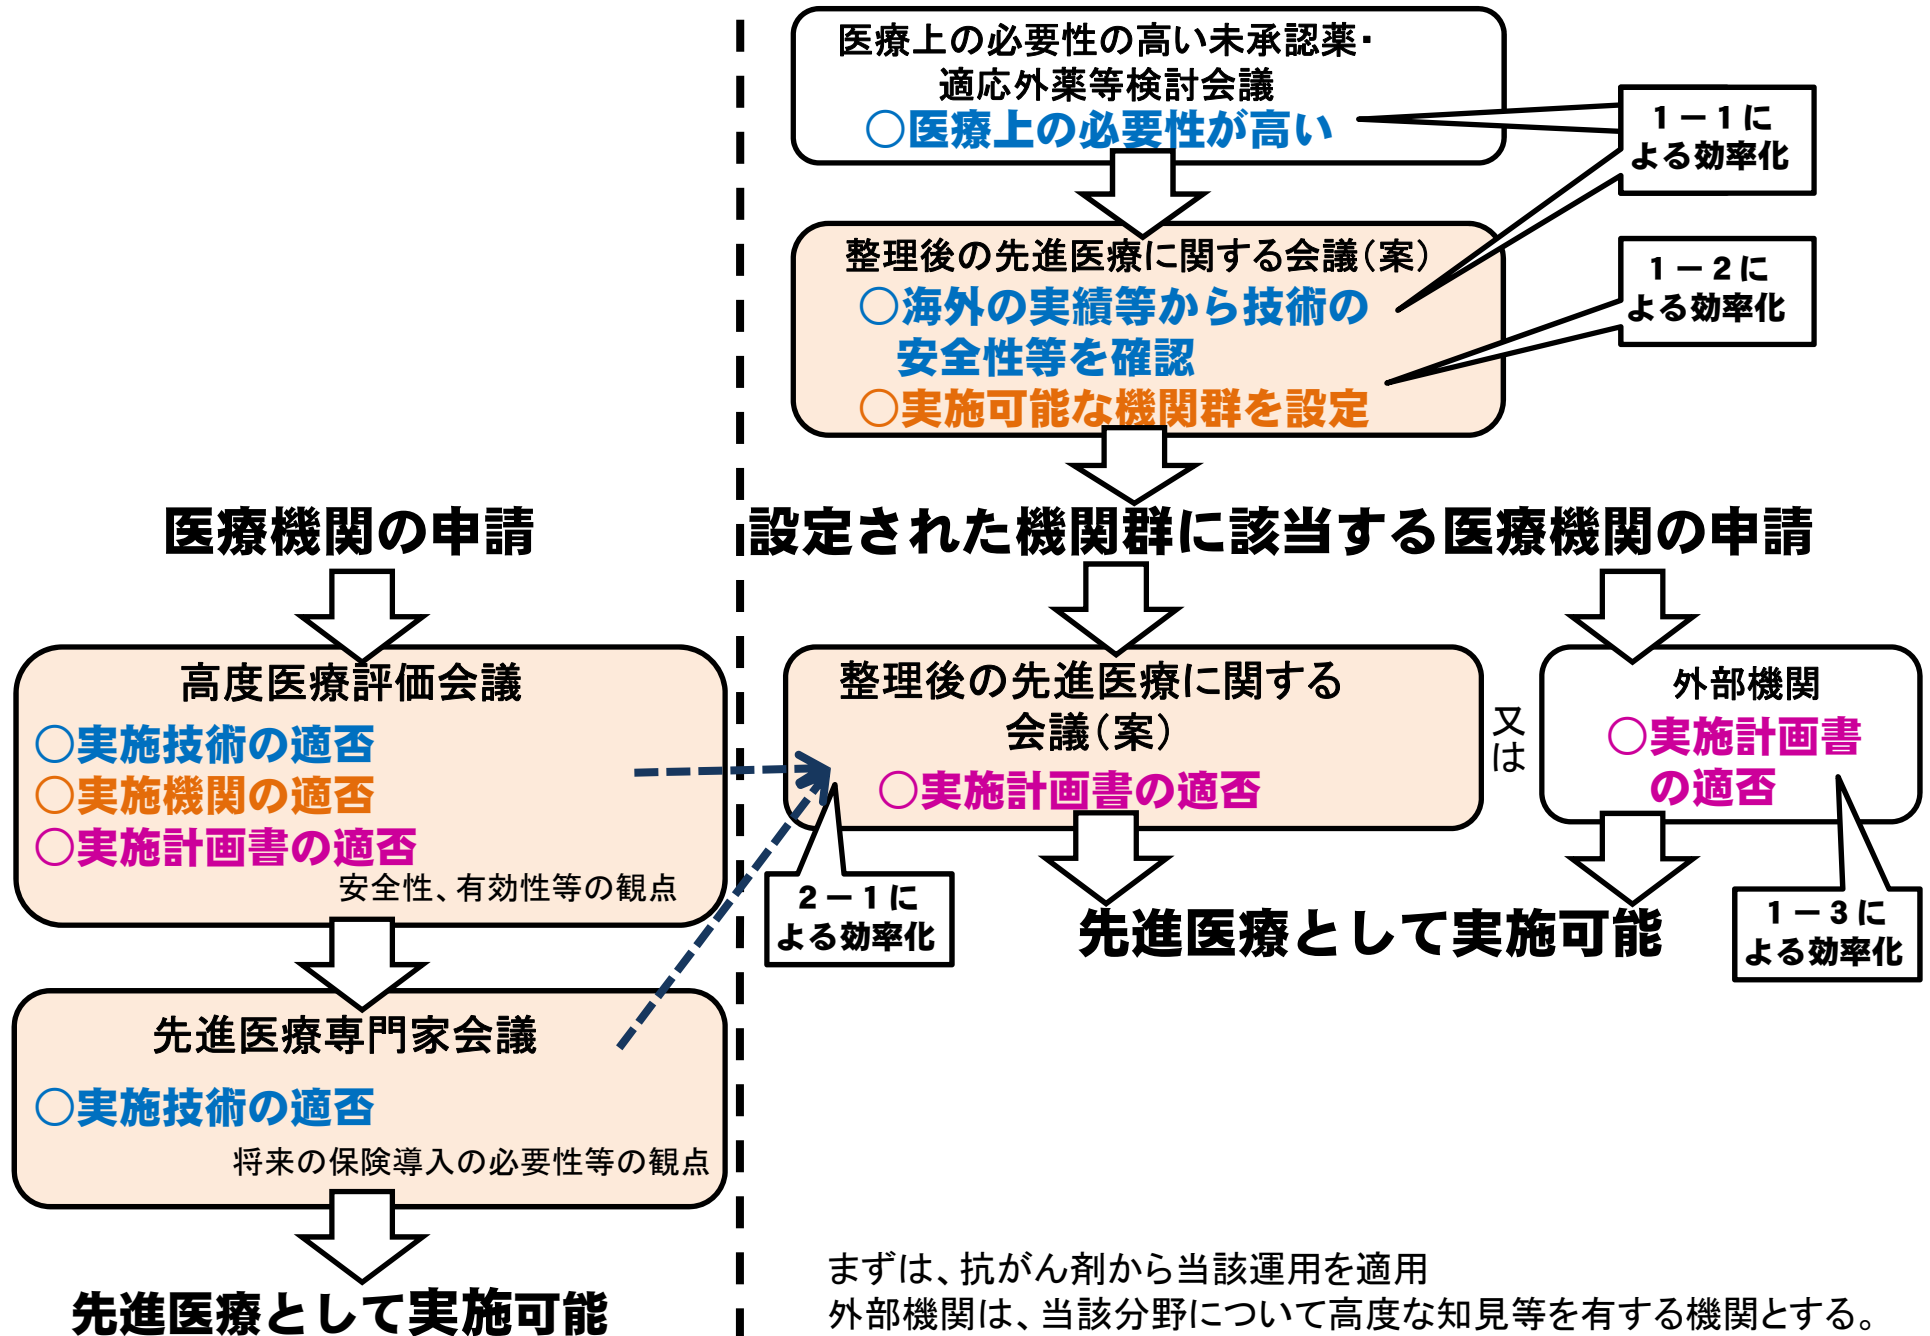 医療機関の申請
高度医療評価会議
○実施技術の適否
○実施機関の適否
○実施計画書の適否
安全性、有効性等の観点
先進医療専門家会議
○実施技術の適否
将来の保険導入の必要性等の観点
先進医療として実施可能
医療上の必要性の高い未承認薬・
適応外薬等検討会議
○医療上の必要性が高い
1－1に
よる効率化
整理後の先進医療に関する会議（案）
○海外の実績等から技術の
安全性等を確認
○実施可能な機関群を設定
1－2に
よる効率化
設定された機関群に該当する医療機関の申請
整理後の先進医療に関する
会議（案）
○実施計画書の適否
又
は
外部機関
○実施計画書
の適否
2－1に
よる効率化
1－3に
よる効率化
先進医療として実施可能
まずは、抗がん剤から当該運用を適用
外部機関は、当該分野について高度な知見等を有する機関とする。